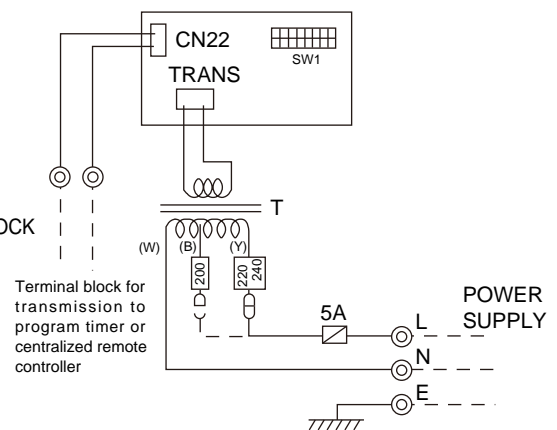 CN22
SW1
TRANS
T
OCK
(W)
(B)
(Y)
200
220
240
Terminal block for
transmission to
program timer or
centralized remote
controller
5A
POWER
SUPPLY
L
N
E